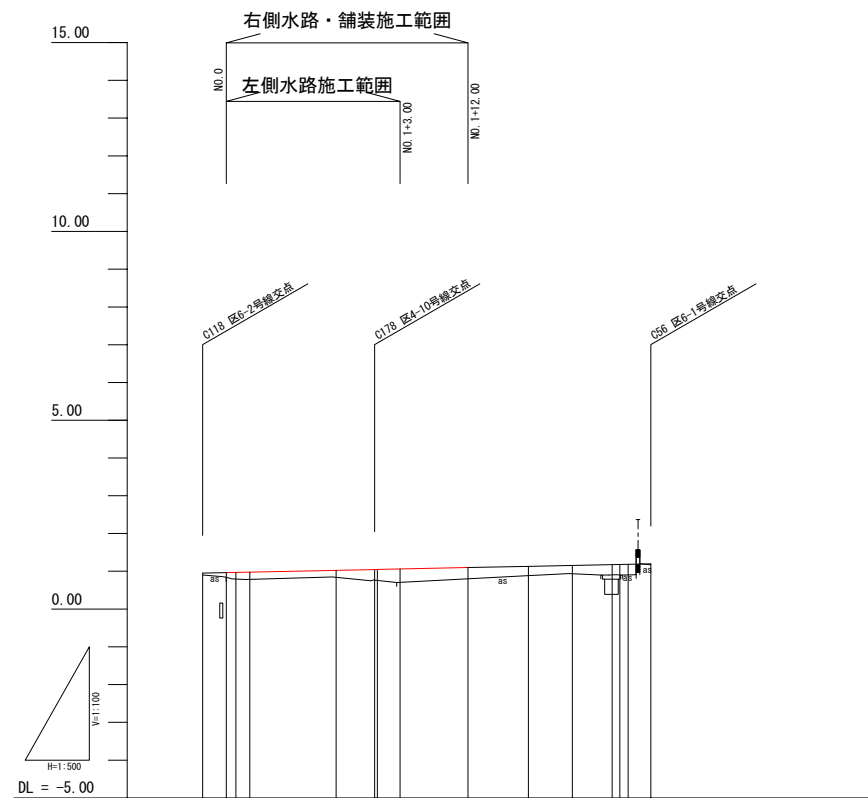 右側水路・舗装施工範囲
15.00
NO.0
左側水路施工範囲
NO.1+3.00
NO.1+12.00
10.00
C118 区6-2号線交点
C178 区4-10号線交点
C56 区6-1号線交点
5.00
as
as
as
as
0.00
V=1:100
H=1:500
DL = -5.00